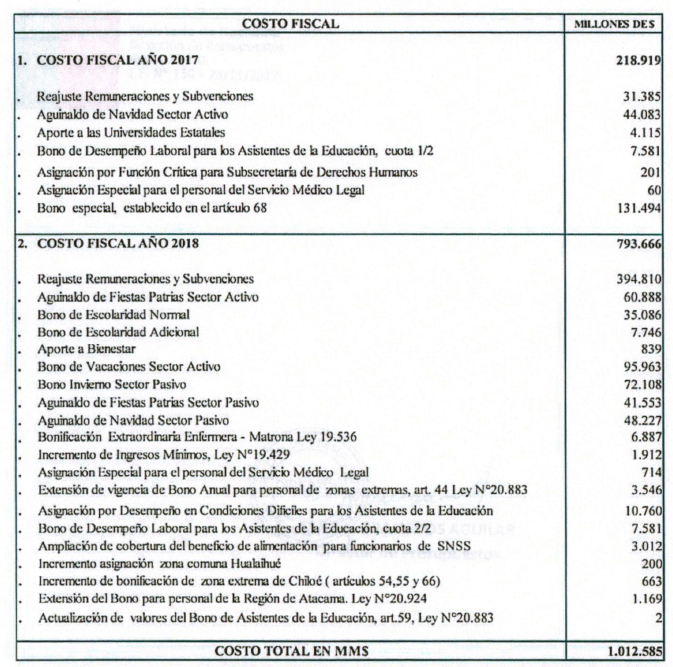 COSTO FISCAL MILLONES DE $
1. COSTO FISCAL AÑO 2017 218.919
. Reajuste Remuneraciones y Subvenciones 31.385
. Aguinaldo de Navidad Sector Activo 44.083
. Aporte a las Universidades Estatales 4.115
. Bono de Desempeño Laboral para los Asistentes de la Educación, cuota 1/2 7.581
. Asignación por Función Crítica para Subsecretaría de Derechos Humanos 201
. Asignación Especial para el personal del Servicio Médico Legal 60
. Bono especial, establecido en el artículo 68 131.494
2. COSTO FISCAL AÑO 2018 793.666
. Reajuste Remuneraciones y Subvenciones 394.810
. Aguinaldo de Fiestas Patrias Sector Activo 60.888
. Bono de Escolaridad Normal 35.086
. Bono de Escolaridad Adicional 7.746
. Aporte a Bienestar 839
. Bono de Vacaciones Sector Activo 95.963
. Bono Invierno Sector Pasivo 72.108
. Aguinaldo de Fiestas Patrias Sector Pasivo 41.553
. Aguinaldo de Navidad Sector Pasivo 48.227
. Bonificación Extraordinaria Enfermera - Matrona Ley 19.536 6.887
. Incremento de Ingresos Mínimos, Ley N°19.429 1.912
. Asignación Especial para el personal del Servicio Médico Legal 714
. Extensión de vigencia de Bono Anual para personal de zonas extremas, art. 44 Ley N°20.883 3.546
. Asignación por Desempeño en Condiciones Difíciles para los Asistentes de la Educación 10.760
. Bono de Desempeño Laboral para los Asistentes de la Educación, cuota 2/2 7.581
. Ampliación de cobertura del beneficio de alimentación para funcionarios de SNSS 3.012
. Incremento asignación zona comuna Hualaihué 200
. Incremento de bonificación de zona extrema de Chiloé ( artículos 54,55 y 66) 663
. Extensión del Bono para personal de la Región de Atacama. Ley N°20.924 1.169
. Actualización de valores del Bono de Asistentes de la Educación, art.59, Ley N°20.883 2
COSTO TOTAL EN MM$ 1.012.585